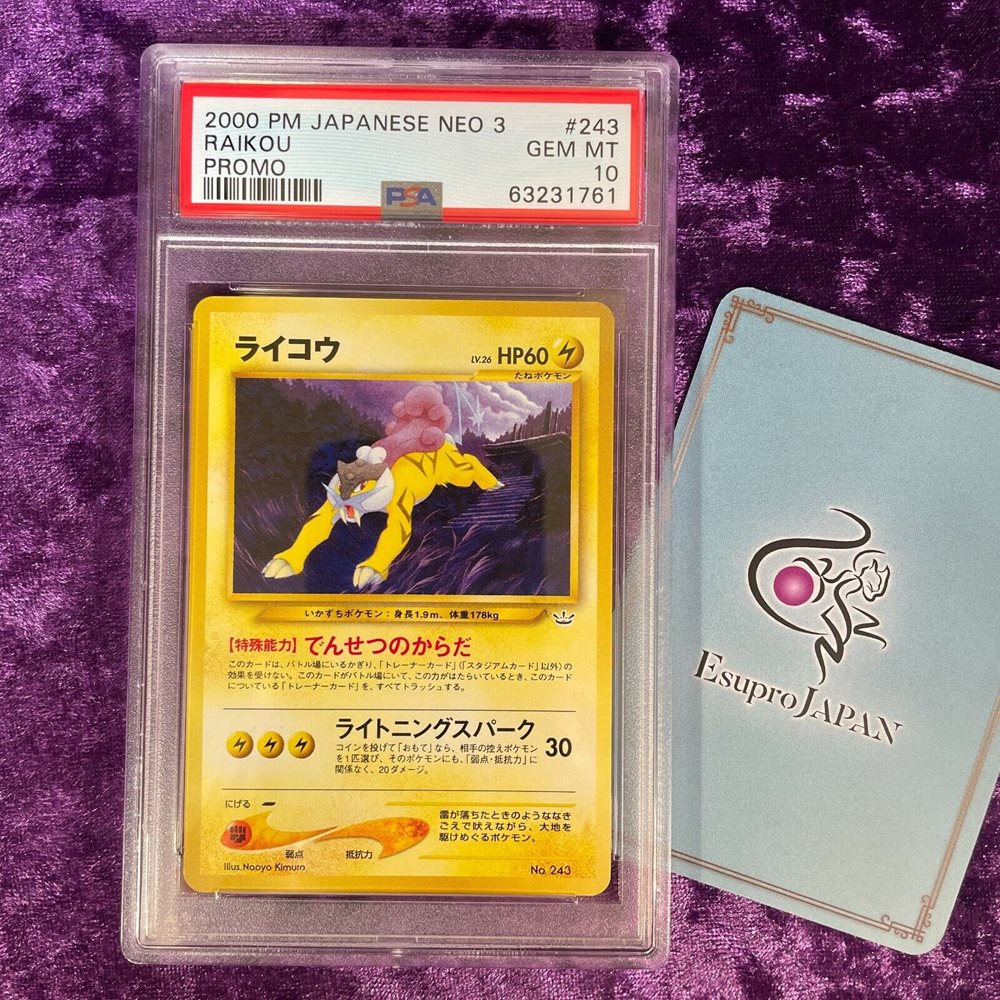 2000 PM JAPANESE NEO 3 #243
RAIKOU GEM MT
PROMO 10
PSA 63231761
ライコウ LV.26 HP60
たねポケモン
いかずちポケモン：身長1.9m、体重178kg
【特殊能力】でんせつのからだ
このカードは、バトル場にいるかぎり、「トレーナーカード」（「スタジアムカード」以外）の
効果を受けない。このカードがバトル場にいて、この力がはたらいているとき、このカード
についている「トレーナーカード」を、すべてトラッシュする。
ライトニングスパーク 30
コインを投げて「おもて」なら、相手の控えポケモン
を1匹選び、そのポケモンにも、「弱点・抵抗力」に
関係なく、20ダメージ。
にげる
雷が落ちたときのようななき
ごえで吠えながら、大地を
駆けめぐるポケモン。
弱点 抵抗力
Illus.Naoyo Kimura No. 243
EsuproJAPAN